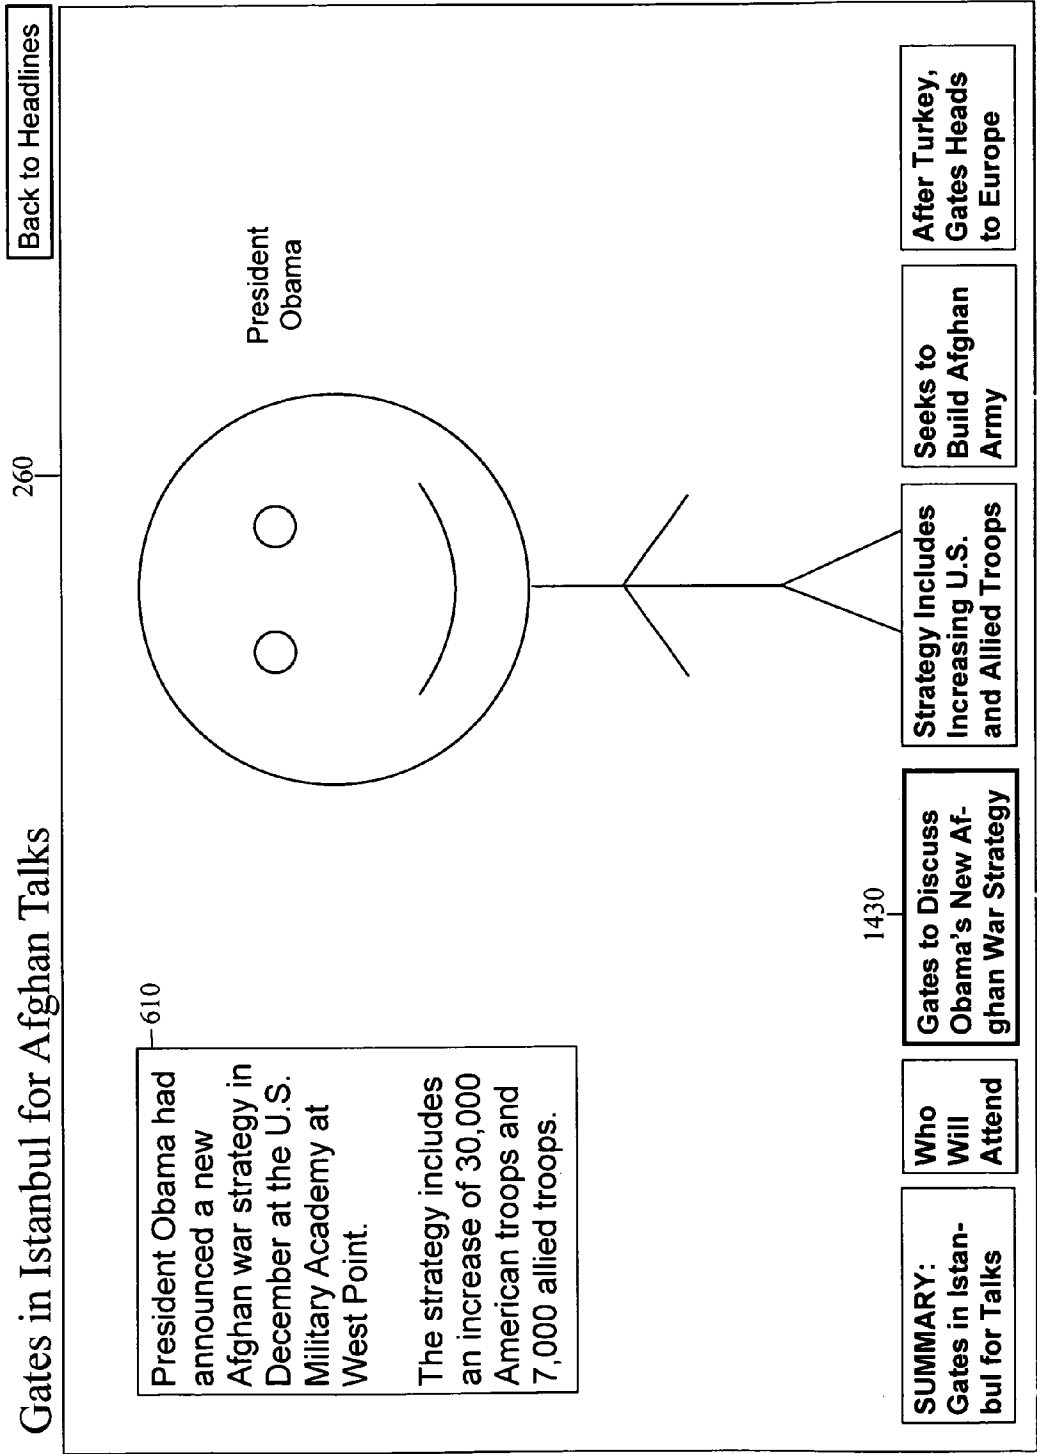 Gates in Istanbul for Afghan Talks
Back to Headlines
260
610
President Obama had
announced a new
Afghan war strategy in
December at the U.S.
Military Academy at
West Point.
The strategy includes
an increase of 30,000
American troops and
7,000 allied troops.
President
Obama
1430
SUMMARY:
Gates in Istan-
bul for Talks
Who
Will
Attend
Gates to Discuss
Obama's New Af-
ghan War Strategy
Strategy Includes
Increasing U.S.
and Allied Troops
Seeks to
Build Afghan
Army
After Turkey,
Gates Heads
to Europe